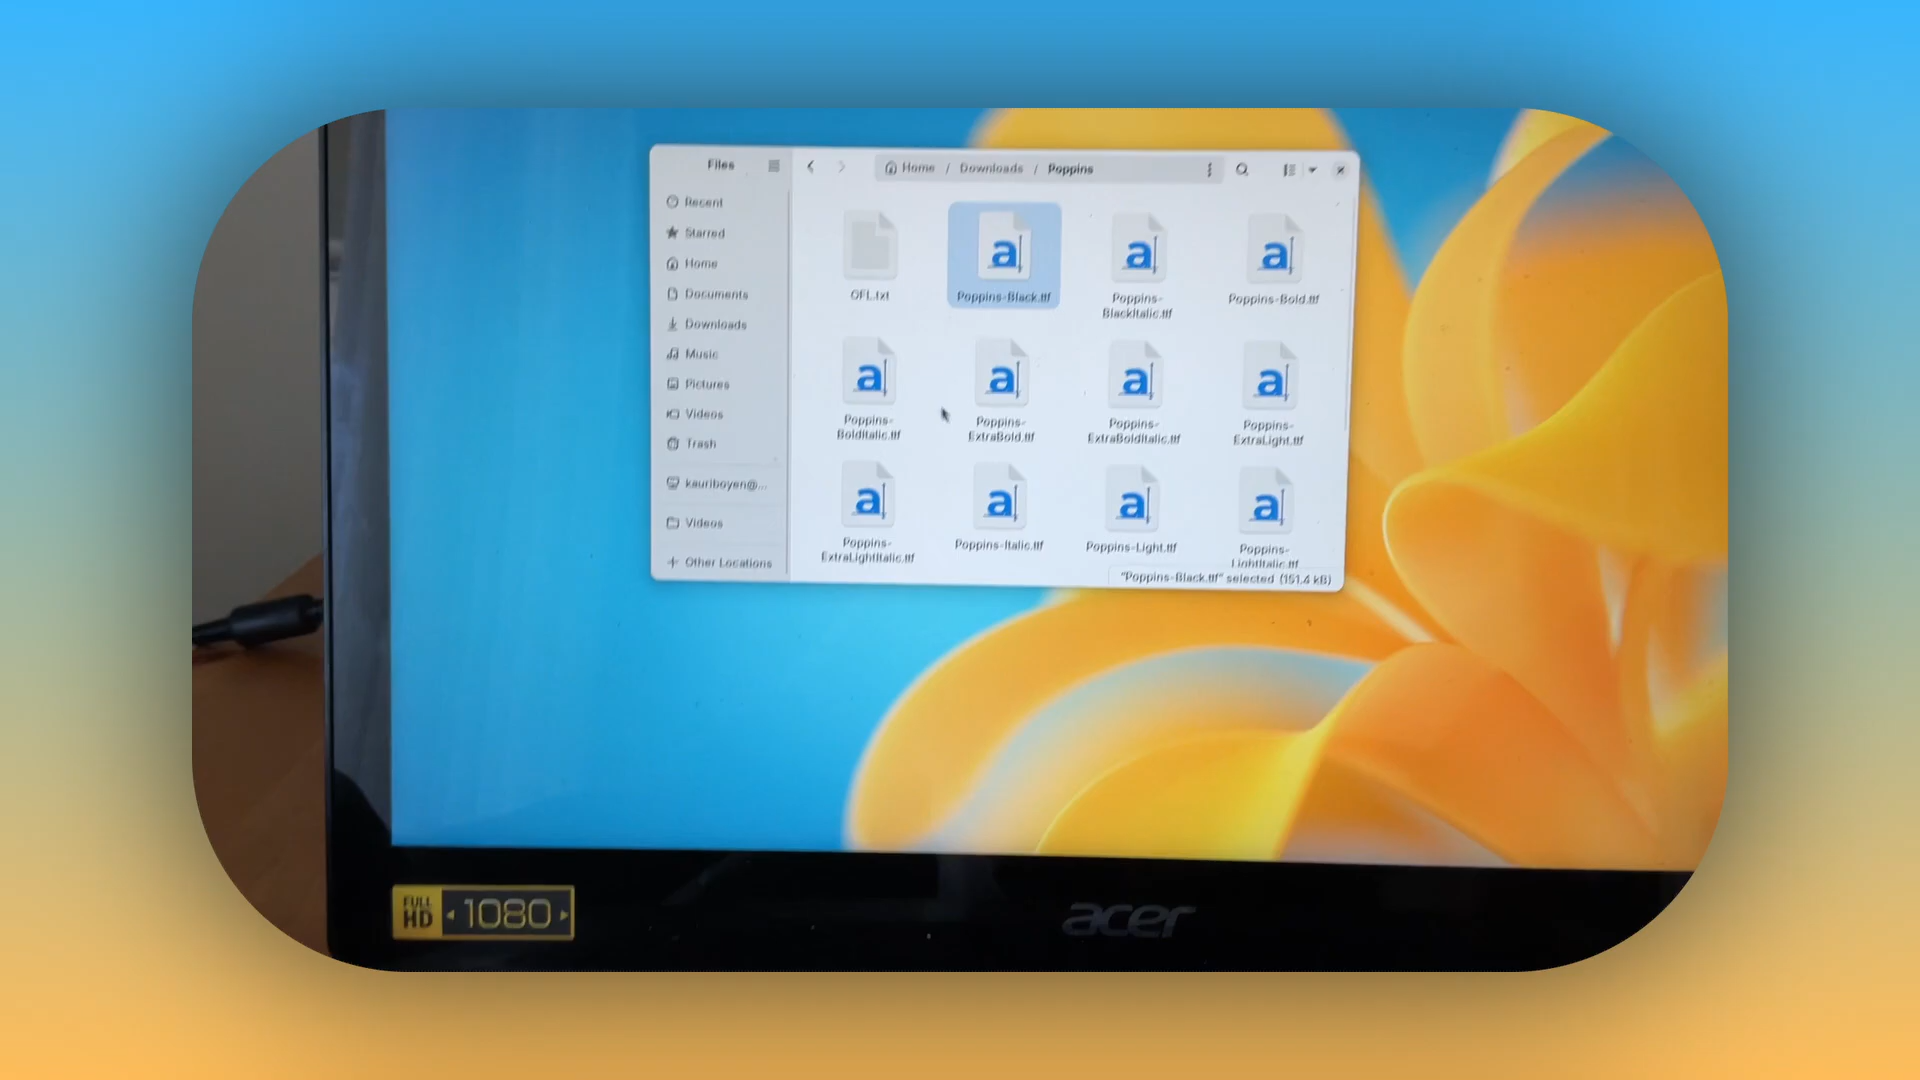 Files
Home / Downloads / Poppins
Recent
Starred
Home
Documents
Downloads
Music
Pictures
Videos
Trash
kauriboyen@...
Videos
Other Locations
OFL.txt
Poppins-Black.ttf
Poppins-
BlackItalic.ttf
Poppins-Bold.ttf
Poppins-
BoldItalic.ttf
Poppins-
ExtraBold.ttf
Poppins-
ExtraBoldItalic.ttf
Poppins-
ExtraLight.ttf
Poppins-
ExtraLightItalic.ttf
Poppins-Italic.ttf
Poppins-Light.ttf
Poppins-
LightItalic.ttf
"Poppins-Black.ttf" selected (151.4 kB)
FULL
HD
1080
acer